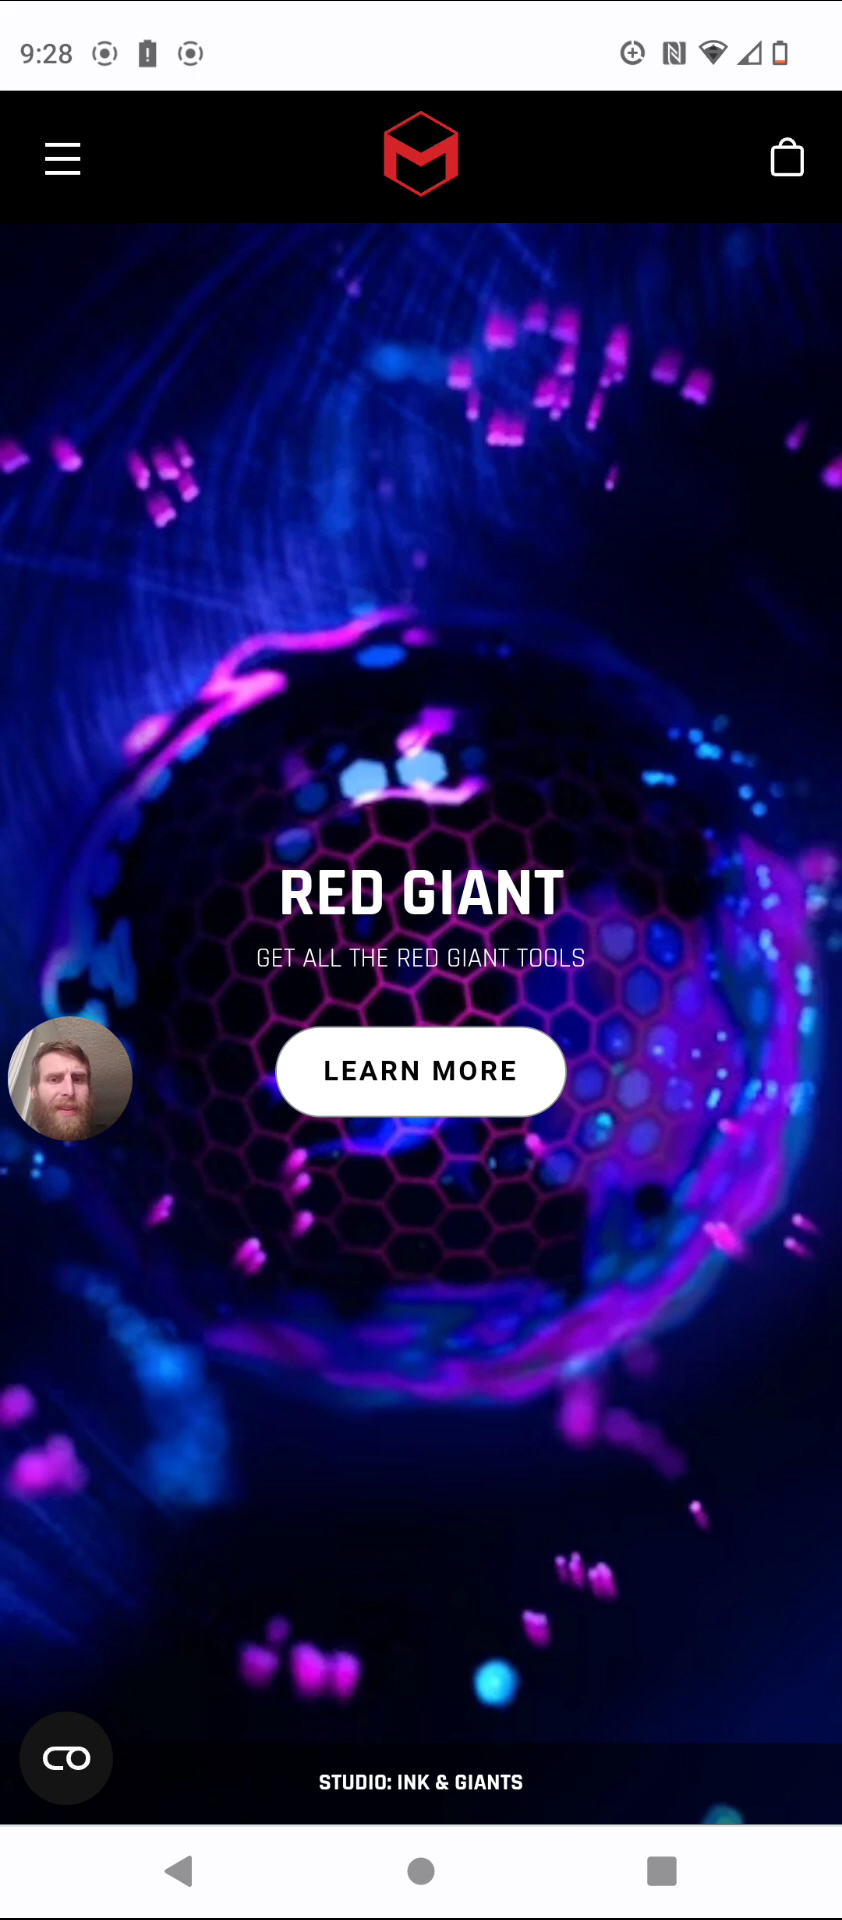 9:28
RED GIANT
GET ALL THE RED GIANT TOOLS
LEARN MORE
STUDIO: INK & GIANTS